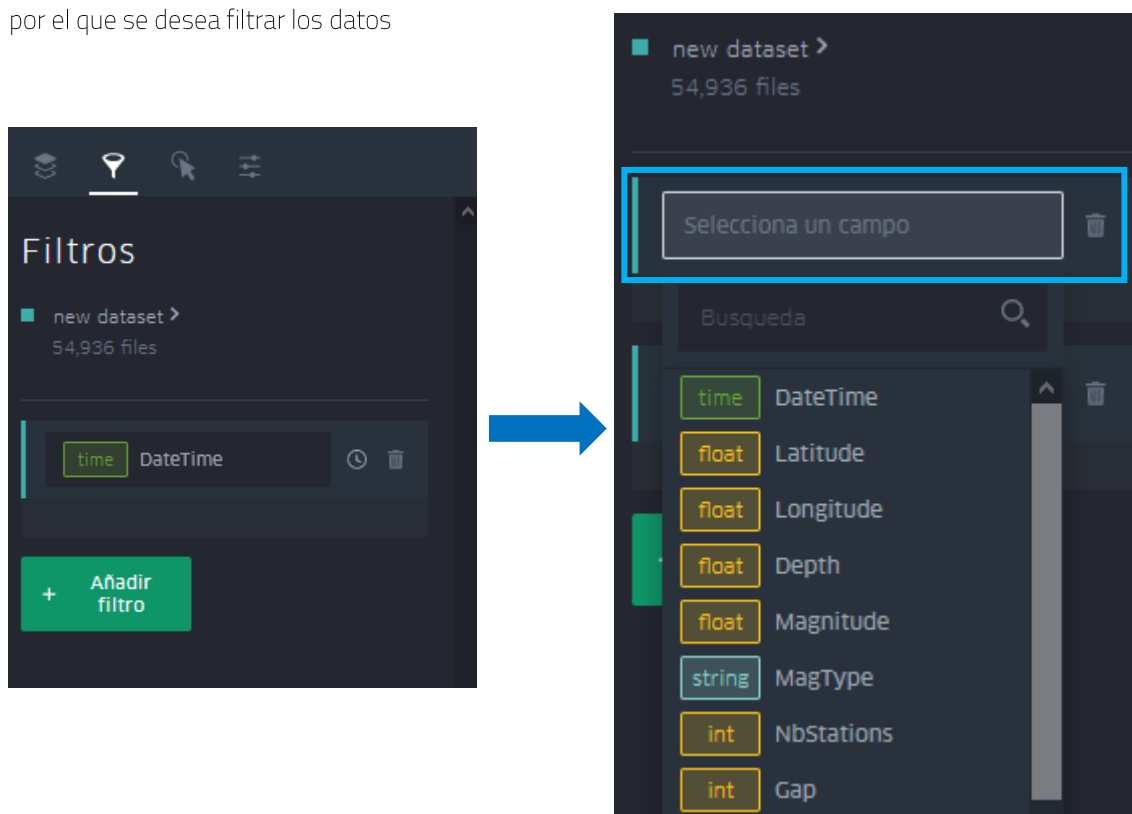 por el que se desea filtrar los datos
Filtros
new dataset
54,936 files
time DateTime
+ Añadir
filtro
new dataset
54,936 files
Selecciona un campo
Busqueda
time DateTime
float Latitude
float Longitude
float Depth
float Magnitude
string MagType
int NbStations
int Gap